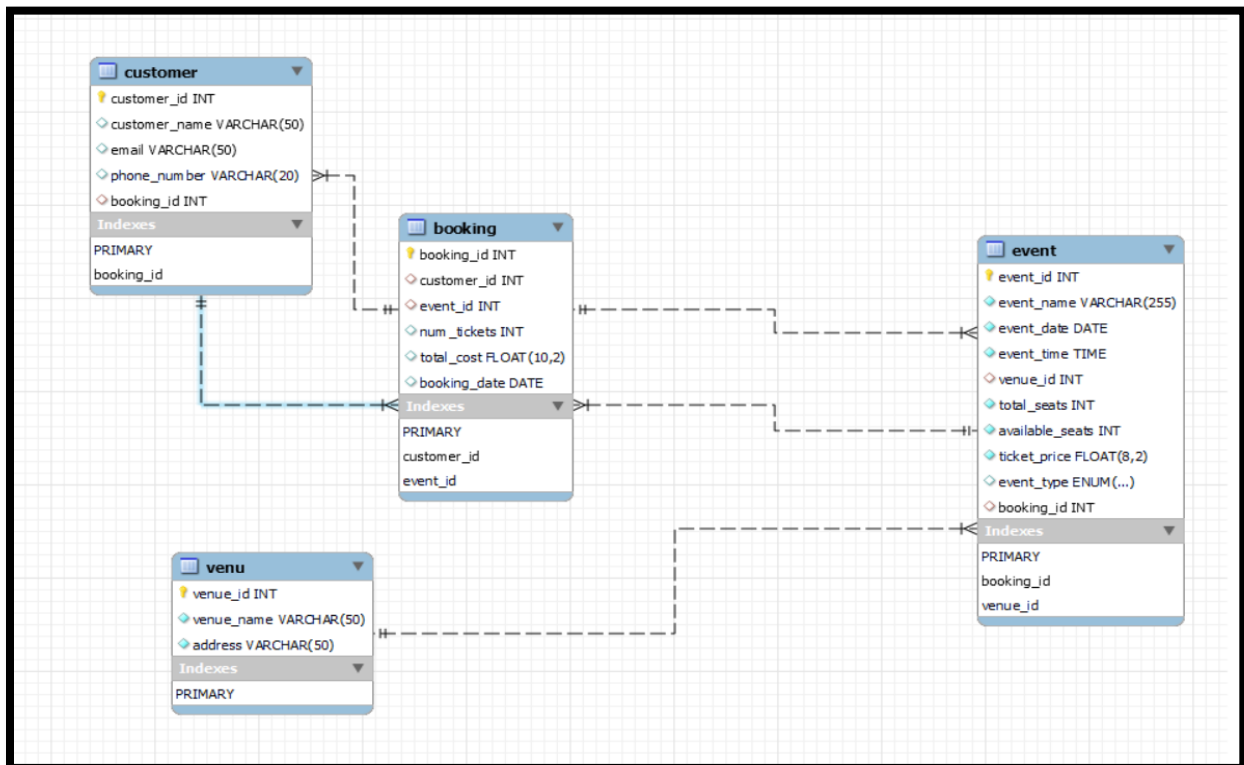 customer
customer_id INT
customer_name VARCHAR(50)
email VARCHAR(50)
phone_number VARCHAR(20)
booking_id INT
Indexes
PRIMARY
booking_id
booking
booking_id INT
customer_id INT
event_id INT
num_tickets INT
total_cost FLOAT(10,2)
booking_date DATE
Indexes
PRIMARY
customer_id
event_id
event
event_id INT
event_name VARCHAR(255)
event_date DATE
event_time TIME
venue_id INT
total_seats INT
available_seats INT
ticket_price FLOAT(8,2)
event_type ENUM(...)
booking_id INT
Indexes
PRIMARY
booking_id
venue_id
venu
venue_id INT
venue_name VARCHAR(50)
address VARCHAR(50)
Indexes
PRIMARY